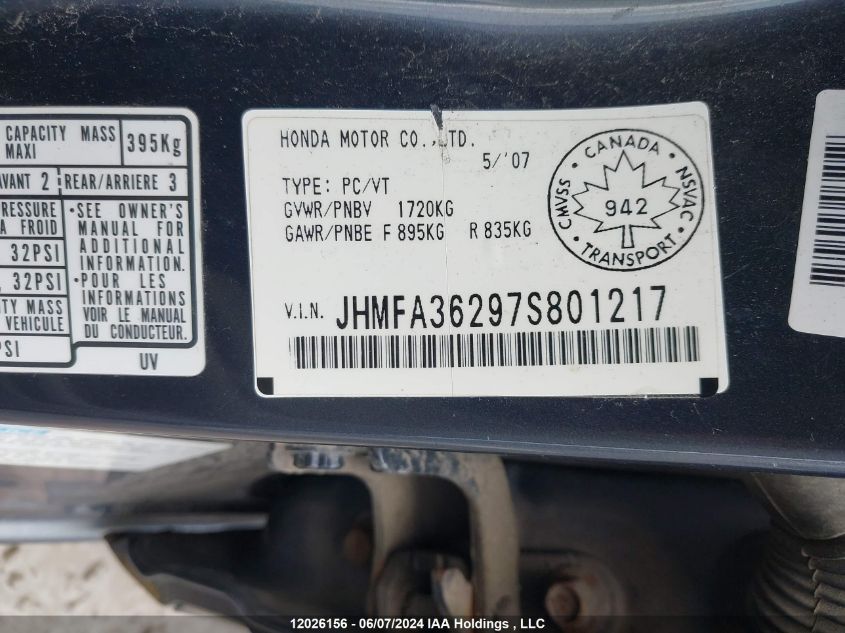 CAPACITY MASS
MAXI
395Kg
AVANT 2
REAR/ARRIERE 3
PRESSURE
A FROID
32PSI
32PSI
MASS
VEHICULE
PSI
•SEE OWNER'S
MANUAL FOR
ADDITIONAL
INFORMATION.
•POUR LES
INFORMATIONS
VOIR LE MANUAL
DU CONDUCTEUR.
UV
HONDA MOTOR CO.,LTD.
5/'07
TYPE: PC/VT
GVWR/PNBV 1720KG
GAWR/PNBE F 895KG R 835KG
CANADA
CMVSS
NSVAC
942
TRANSPORT
V.I.N. JHMFA36297S801217
12026156 - 06/07/2024 IAA Holdings, LLC